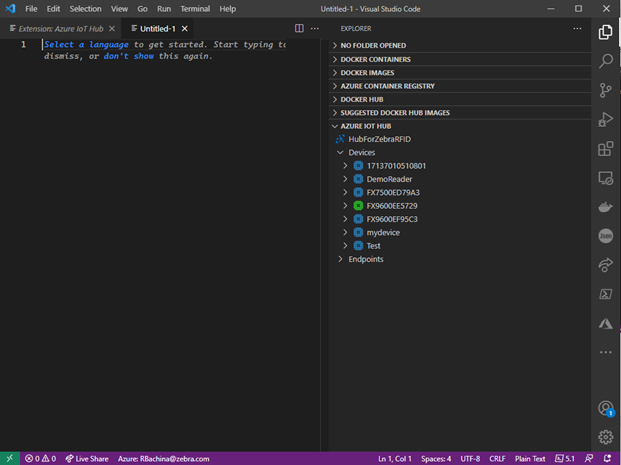 File Edit Selection View Go Run Terminal Help
Untitled-1 - Visual Studio Code
Extension: Azure IoT Hub
Untitled-1
1 Select a language to get started. Start typing to
dismiss, or don't show this again.
EXPLORER
NO FOLDER OPENED
DOCKER CONTAINERS
DOCKER IMAGES
AZURE CONTAINER REGISTRY
DOCKER HUB
SUGGESTED DOCKER HUB IMAGES
AZURE IOT HUB
HubForZebraRFID
Devices
17137010510801
DemoReader
FX7500ED79A3
FX9600EE5729
FX9600EF95C3
mydevice
Test
Endpoints
1
0 0 Live Share Azure: RBachina@zebra.com
Ln 1, Col 1 Spaces: 4 UTF-8 CRLF Plain Text 5.1